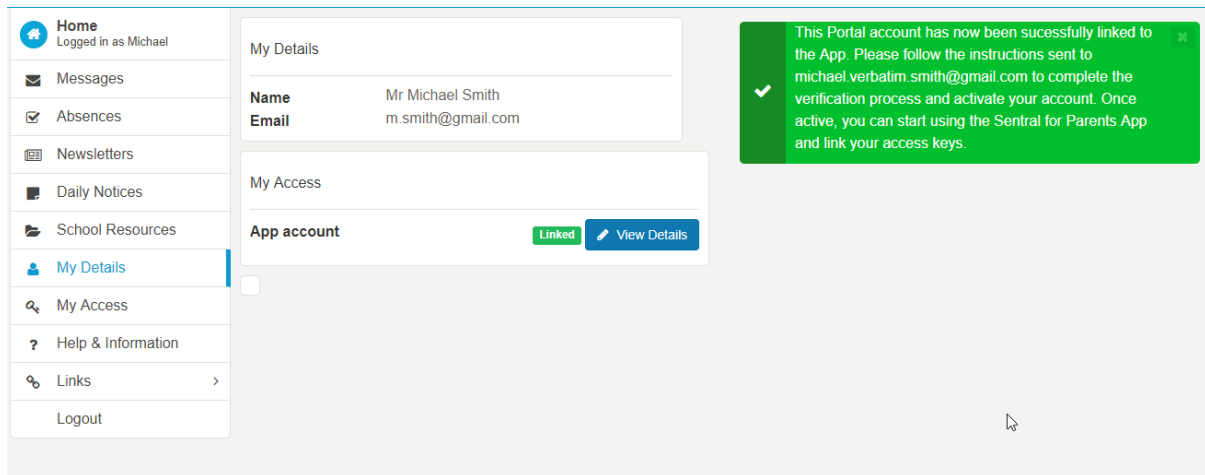 Home
Logged in as Michael
Messages
Absences
Newsletters
Daily Notices
School Resources
My Details
My Access
Help & Information
Links
Logout
My Details
Name Mr Michael Smith
Email m.smith@gmail.com
My Access
App account Linked View Details
This Portal account has now been sucessfully linked to
the App. Please follow the instructions sent to
michael.verbatim.smith@gmail.com to complete the
verification process and activate your account. Once
active, you can start using the Sentral for Parents App
and link your access keys.